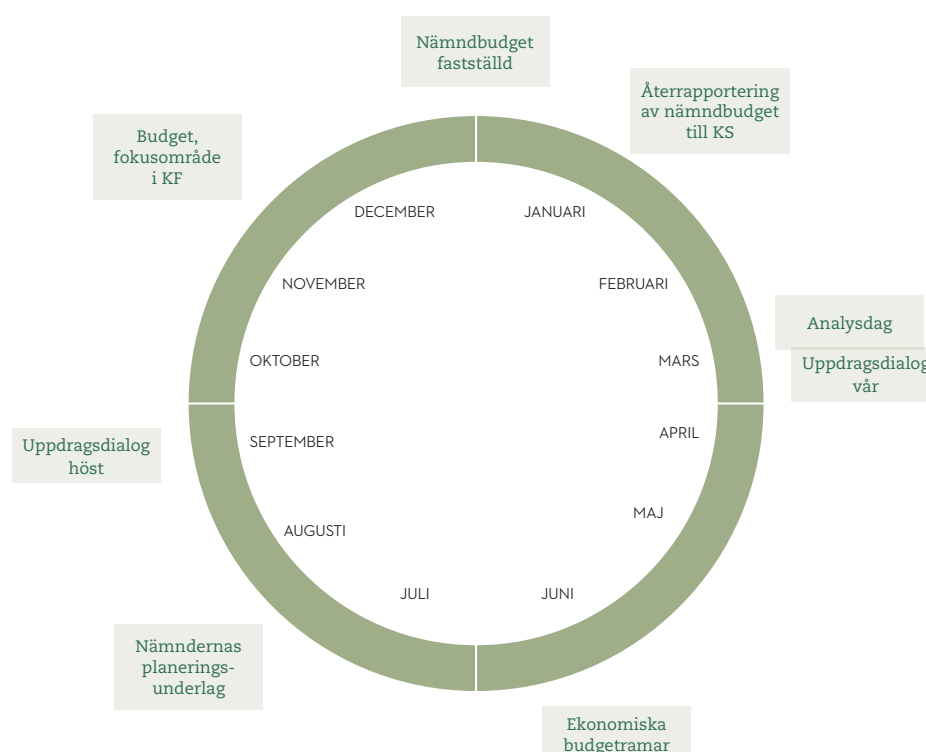 Nämndbudget
fastställd
Återrapportering
av nämndbudget
till KS
Budget,
fokusområde
i KF
DECEMBER
JANUARI
NOVEMBER
FEBRUARI
Analysdag
OKTOBER
MARS
Uppdragsdialog
vår
SEPTEMBER
APRIL
Uppdragsdialog
höst
MAJ
AUGUSTI
JULI
JUNI
Nämndernas
planerings-
underlag
Ekonomiska
budgetramar